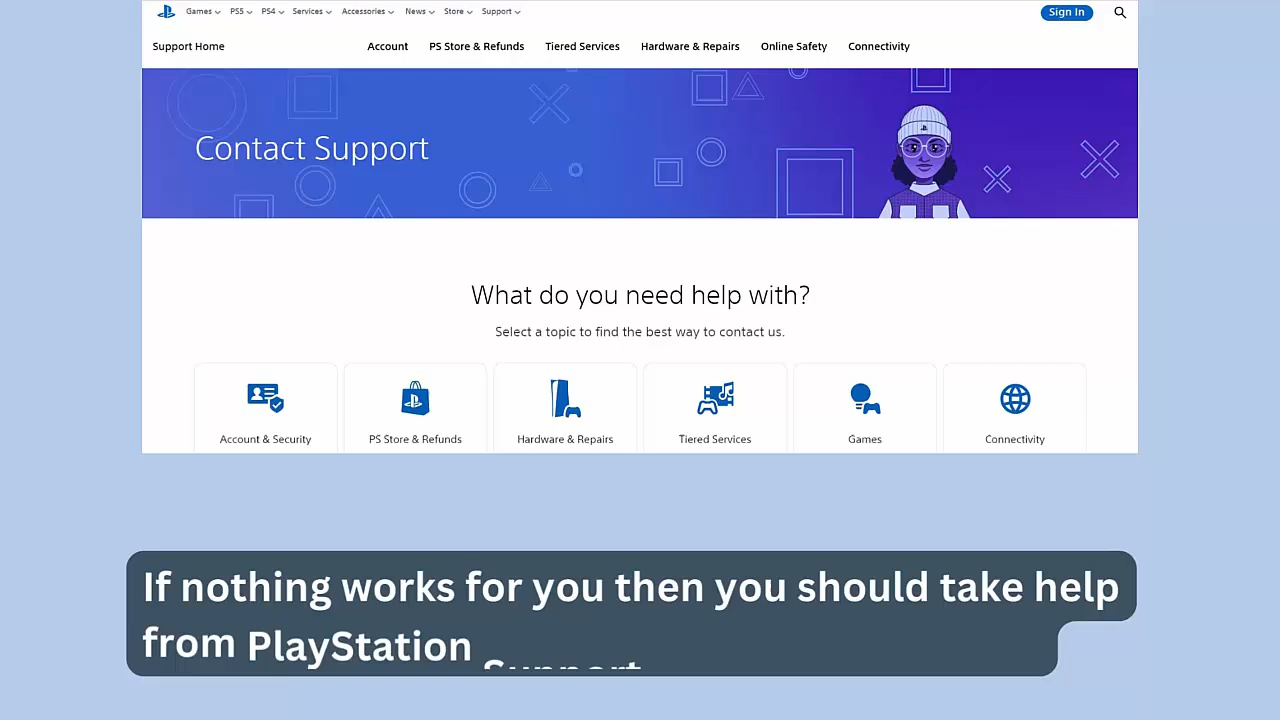 Games PS5 PS4 Services Accessories News Store Support Sign In
Support Home Account PS Store & Refunds Tiered Services Hardware & Repairs Online Safety Connectivity
Contact Support
What do you need help with?
Select a topic to find the best way to contact us.
Account & Security PS Store & Refunds Hardware & Repairs Tiered Services Games Connectivity
If nothing works for you then you should take help
from PlayStation Support